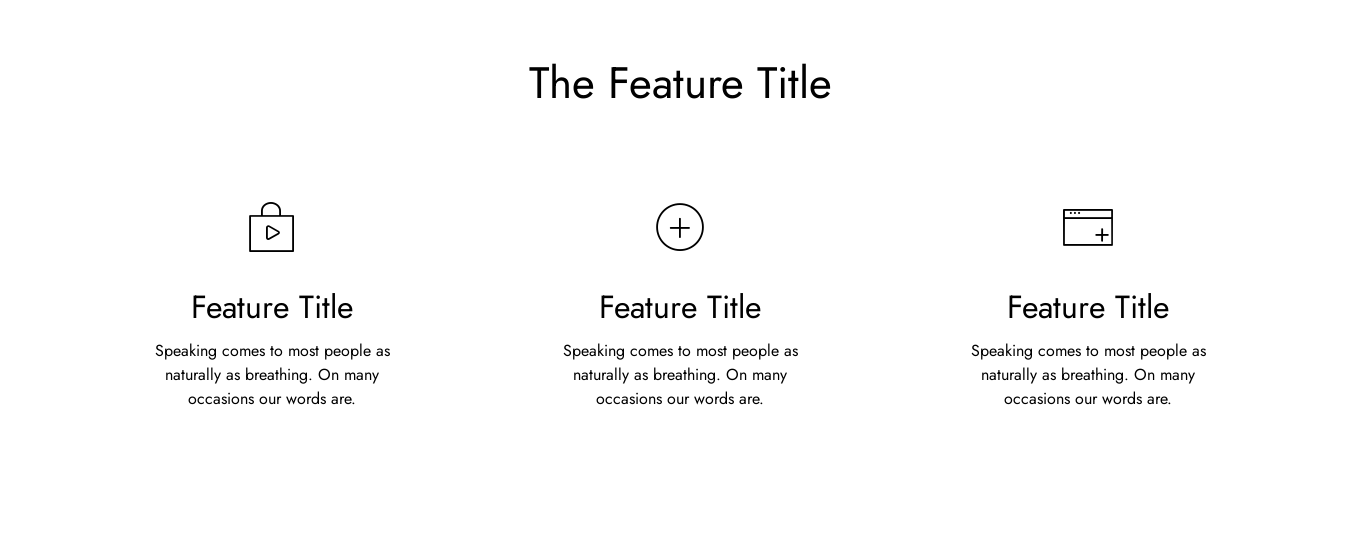 The Feature Title
Feature Title
Speaking comes to most people as
naturally as breathing. On many
occasions our words are.
Feature Title
Speaking comes to most people as
naturally as breathing. On many
occasions our words are.
Feature Title
Speaking comes to most people as
naturally as breathing. On many
occasions our words are.